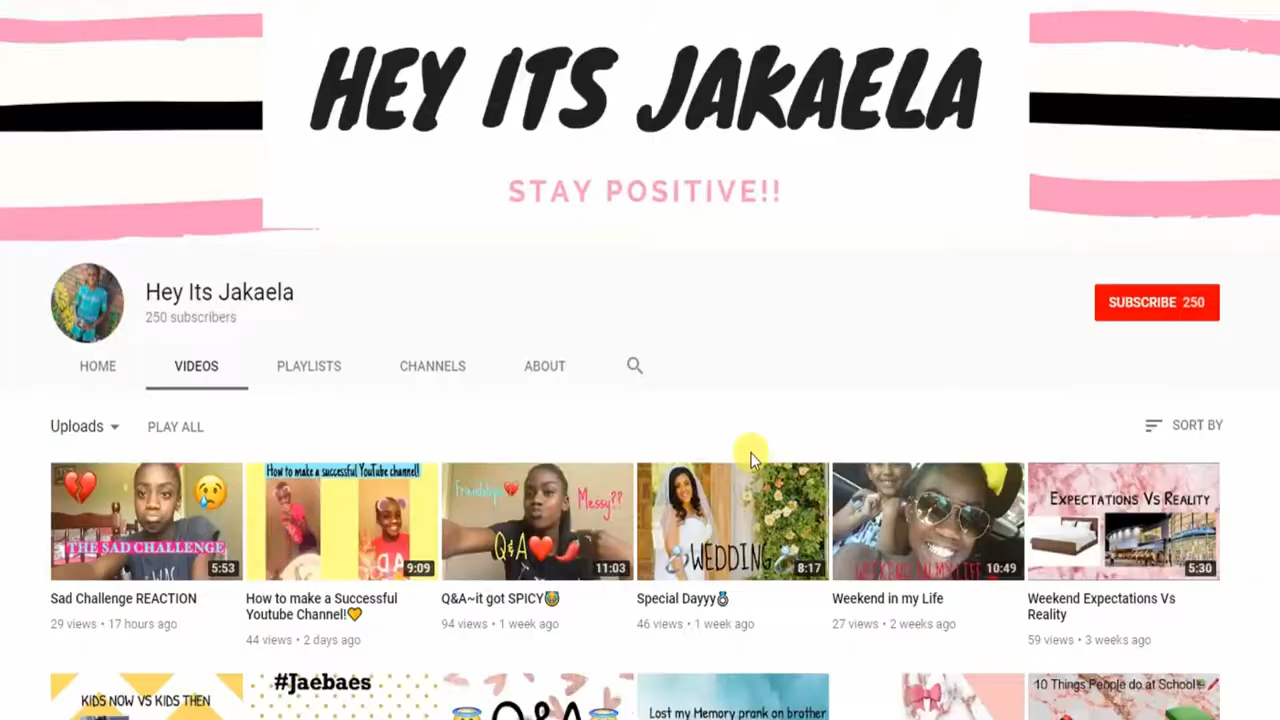 HEY ITS JAKAELA
STAY POSITIVE!!
Hey Its Jakaela
250 subscribers
SUBSCRIBE 250
HOME VIDEOS PLAYLISTS CHANNELS ABOUT
Uploads PLAY ALL SORT BY
THE SAD CHALLENGE
5:53
How to make a successful YouTube channel!
9:09
Friendships
Messy??
Q&A
11:03
WEDDING
8:17
WEEKEND IN MY LIFE
10:49
EXPECTATIONS VS REALITY
5:30
Sad Challenge REACTION
29 views • 17 hours ago
How to make a Successful
Youtube Channel!💛
44 views • 2 days ago
Q&A~it got SPICY😂
94 views • 1 week ago
Special Dayyy💍
46 views • 1 week ago
Weekend in my Life
27 views • 2 weeks ago
Weekend Expectations Vs
Reality
59 views • 3 weeks ago
KIDS NOW VS KIDS THEN
#Jaebaes
Q&A
Lost my Memory prank on brother
10 Things People do at School